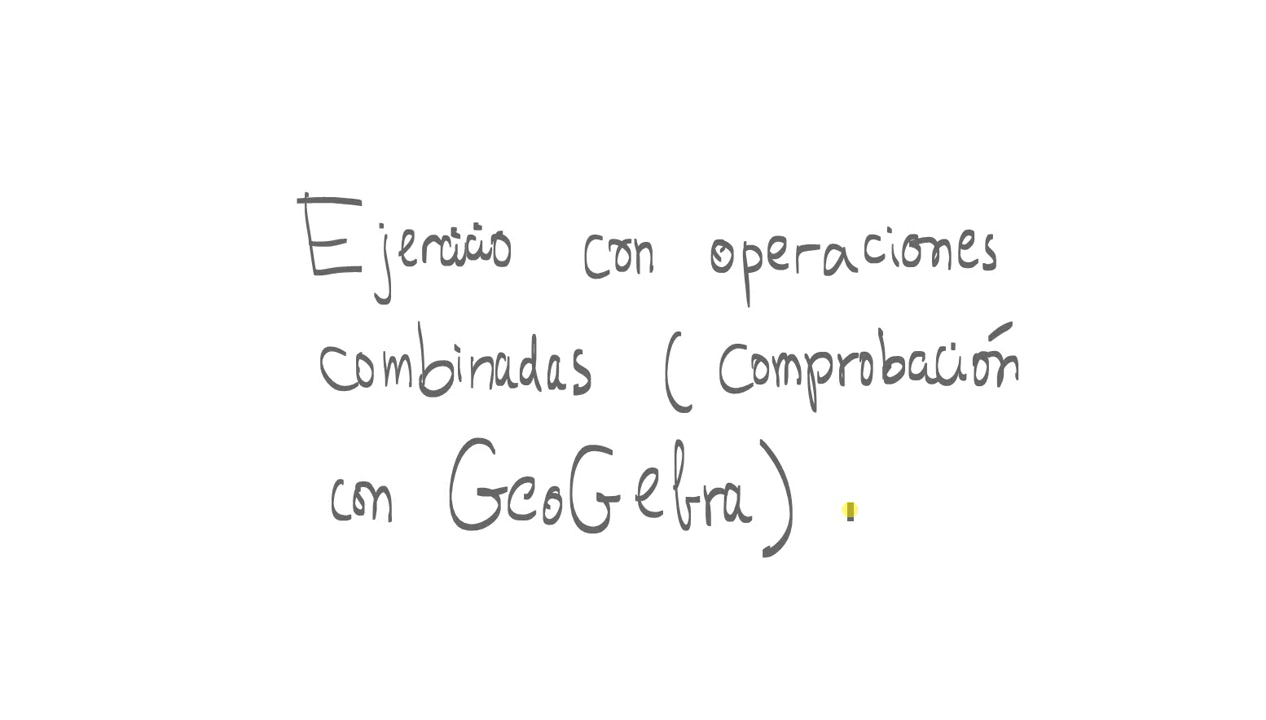 Ejercicio con operaciones
combinadas (Comprobación
con GeoGebra).